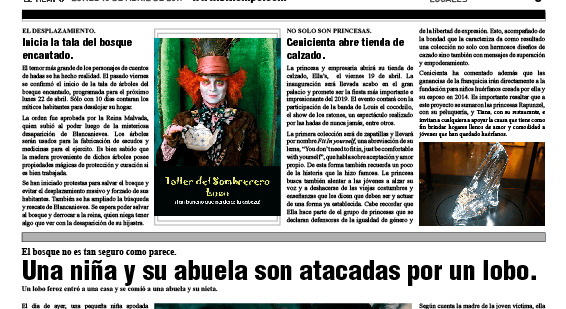 LOCALES
EL DESPLAZAMIENTO.
Inicia la tala del bosque
encantado.
El temor más grande de los personajes de cuentos
de hadas se ha hecho realidad. El pasado viernes
se confirmó el inicio de la tala de árboles del
bosque encantado, programada para el próximo
lunes 22 de abril. Sólo con 10 días contaran los
míticos habitantes para desalojar su hogar.
La orden fue aprobada por la Reina Malvada,
quien subió al poder luego de la misteriosa
desaparición de Blancanieves. Los árboles
serán usados para la fabricación de escudos y
medicinas para el ejército. Es bien sabido que
la madera proveniente de dichos árboles posee
propiedades mágicas de protección y curación si
es bien trabajada.
Se han iniciado protestas para salvar el bosque y
evitar el desplazamiento masivo y forzado de sus
habitantes. También se ha ampliado la búsqueda
y rescate de Blancanieves. Se espera poder salvar
al bosque y derrocar a la reina, quien niega tener
algo que ver con la desaparición de su hijastra.
Taller del Sombrerero
¡Tan bueno que perderás tu cabeza!
NO SOLO SON PRINCESAS.
Cenicienta abre tienda de
calzado.
La princesa y empresaria abrirá su tienda de
calzado, Ella's, el viernes 19 de abril. La
inauguración será llevada acabo en el gran
palacio y promete ser la fiesta más importante e
impresionante del 2019. El evento contará con la
participación de la banda de Louis el cocodrilo,
el show de los ratones, un espectáculo realizado
por las hadas de nunca jamás, entre otros.
La primera colección será de zapatillas y llevará
por nombre Fit in yourself, una abreviación de su
lema, "You don't need to fit in, just be comfortable
with yourself", que habla sobre aceptación y amor
propio. De esta forma también recuerda un poco
de la historia que la hizo famosa. La princesa
busca también alentar a las jóvenes a alzar su
voz y a deshacerse de las viejas costumbres y
enseñanzas que les dicen que deben ser y actuar
de una forma ya establecida. Cabe recordar que
Ella hace parte de el grupo de princesas que se
declaran defensoras de la igualdad de género y
de la libertad de expresión. Esto, acompañado de
la bondad que la caracteriza da como resultado
una colección no solo con hermosos diseños de
calzado sino también con mensajes de superación
y empoderamiento.
Cenicienta ha comentado además que las
ganancias de la franquicia irán directamente a la
fundación para niños huérfanos creada por ella y
su esposo en 2014. Es importante resaltar que a
este proyecto se sumaron las princesas Rapunzel,
con su peluquería, y Tiana, con su restaurante, e
invitan a cualquiera a apoyar la causa que tiene como
fin brindar hogares llenos de amor y comodidad a
jóvenes que han quedado huérfanos.
El bosque no es tan seguro como parece.
Una niña y su abuela son atacadas por un lobo.
Un lobo feroz entró a una casa y se comió a una abuela y su nieta.
El día de ayer, una pequeña niña apodada
Según cuenta la madre de la joven víctima, ella